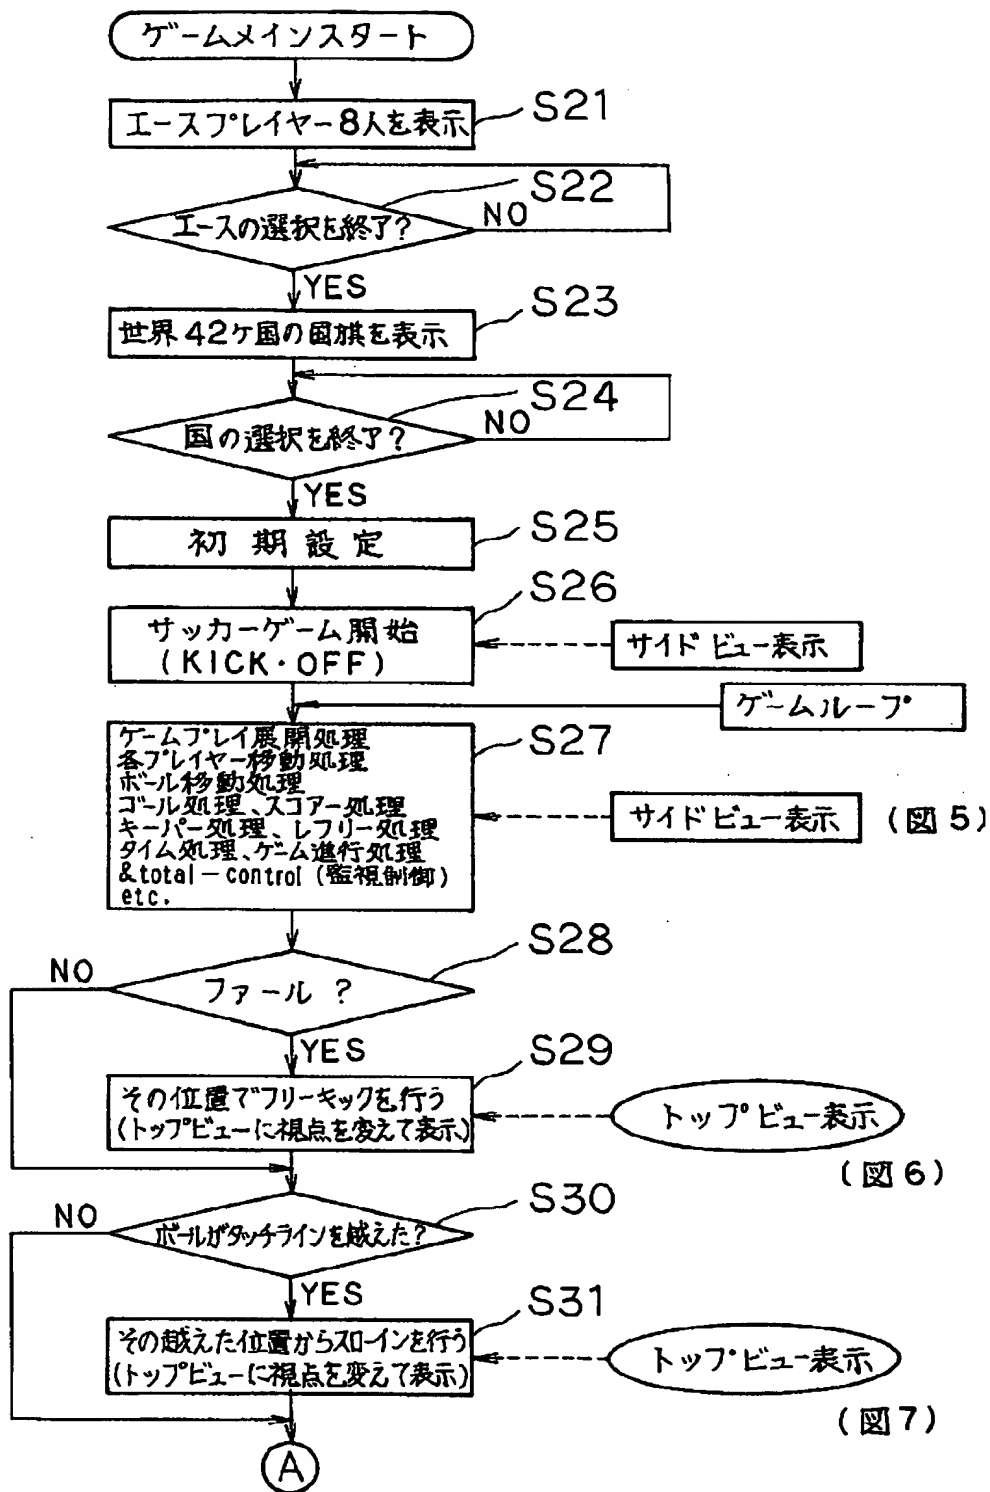 ゲームメインスタート
エースプレイヤー8人を表示
S21
S22
エースの選択を終了?
NO
YES
S23
世界42ケ国の国旗を表示
S24
国の選択を終了?
NO
YES
初期設定
S25
S26
サッカーゲーム開始
(KICK・OFF)
サイドビュー表示
ゲームループ
S27
ゲームプレイ展開処理
各プレイヤー移動処理
ボール移動処理
ゴール処理、スコアー処理
キーパー処理、レフリー処理
タイム処理、ゲーム進行処理
&total-control(監視制御)
etc.
サイドビュー表示
(図5)
S28
NO
ファール ?
YES
S29
その位置でフリーキックを行う
(トップビューに視点を変えて表示)
トップビュー表示
(図6)
S30
NO
ボールがタッチラインを越えた?
YES
S31
その越えた位置からスローインを行う
(トップビューに視点を変えて表示)
トップビュー表示
(図7)
A